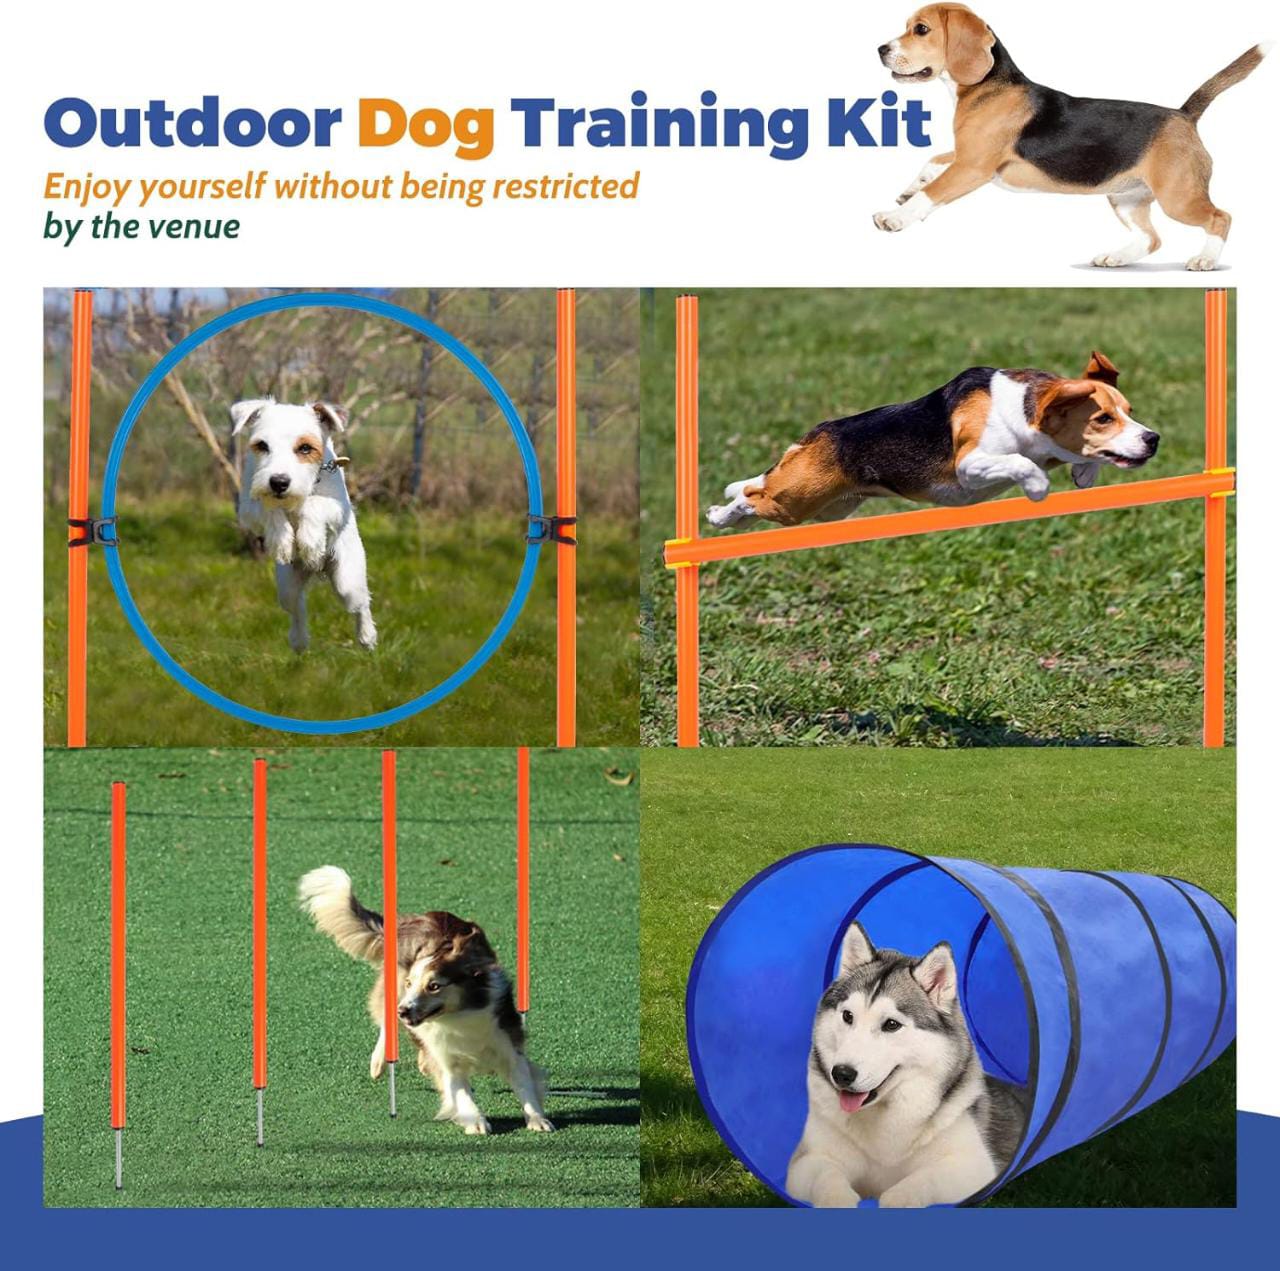 Outdoor Dog Training Kit
Enjoy yourself without being restricted
by the venue